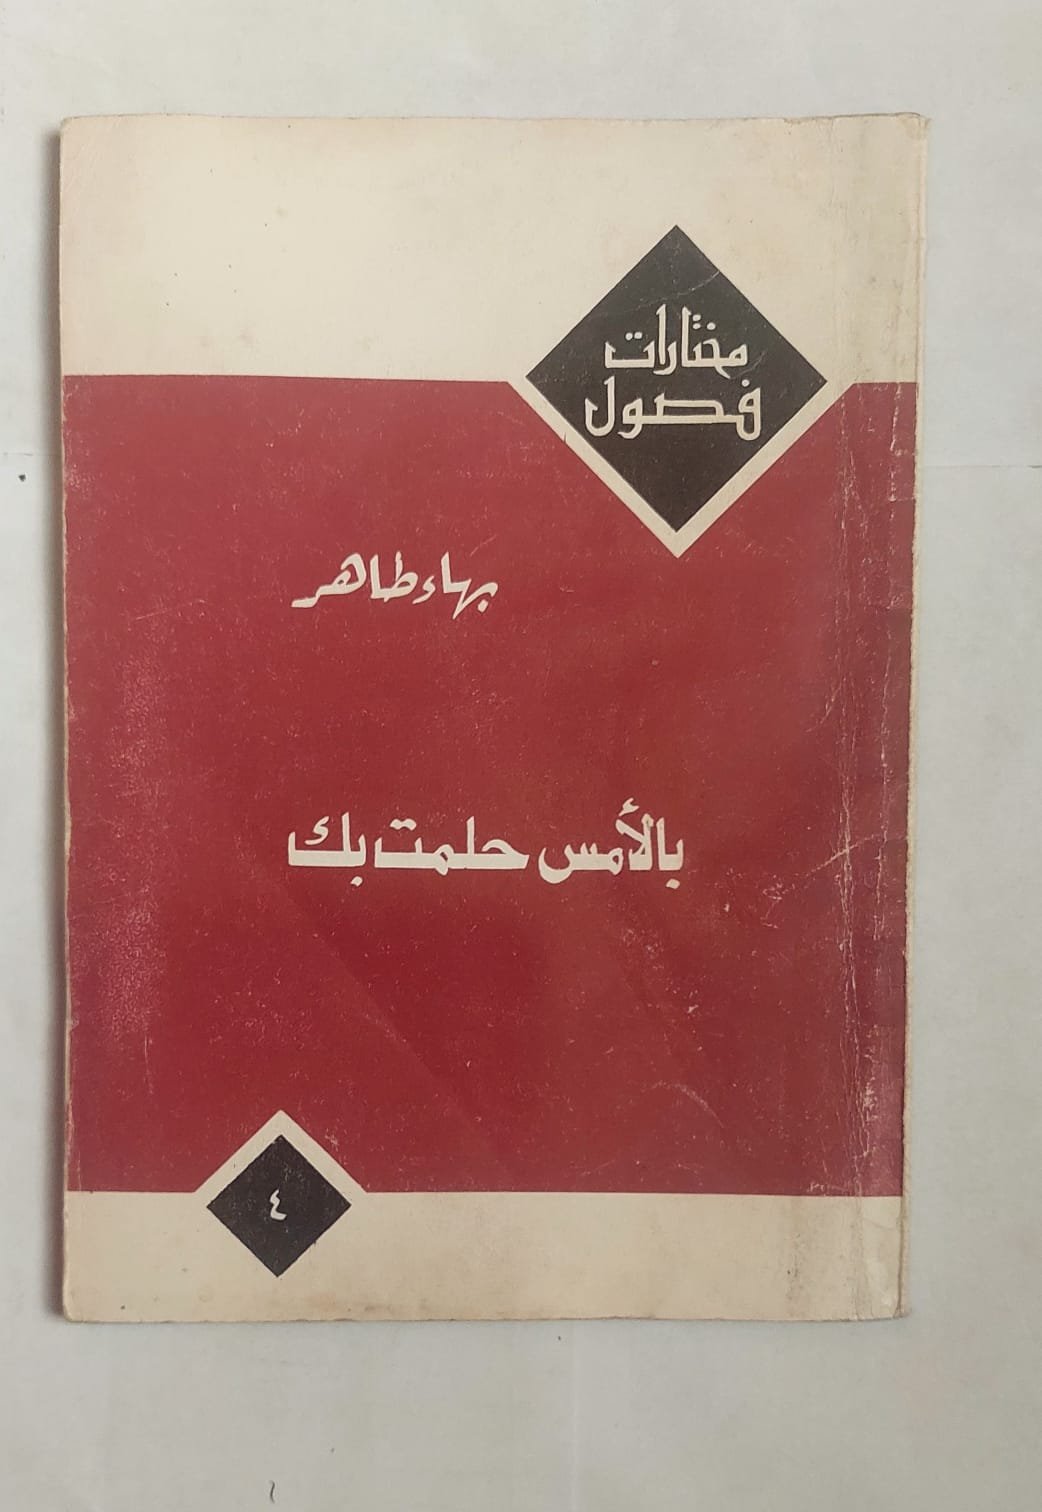 مختارات
فصول
بهاء طاهر
بالأمس حلمت بك
٤